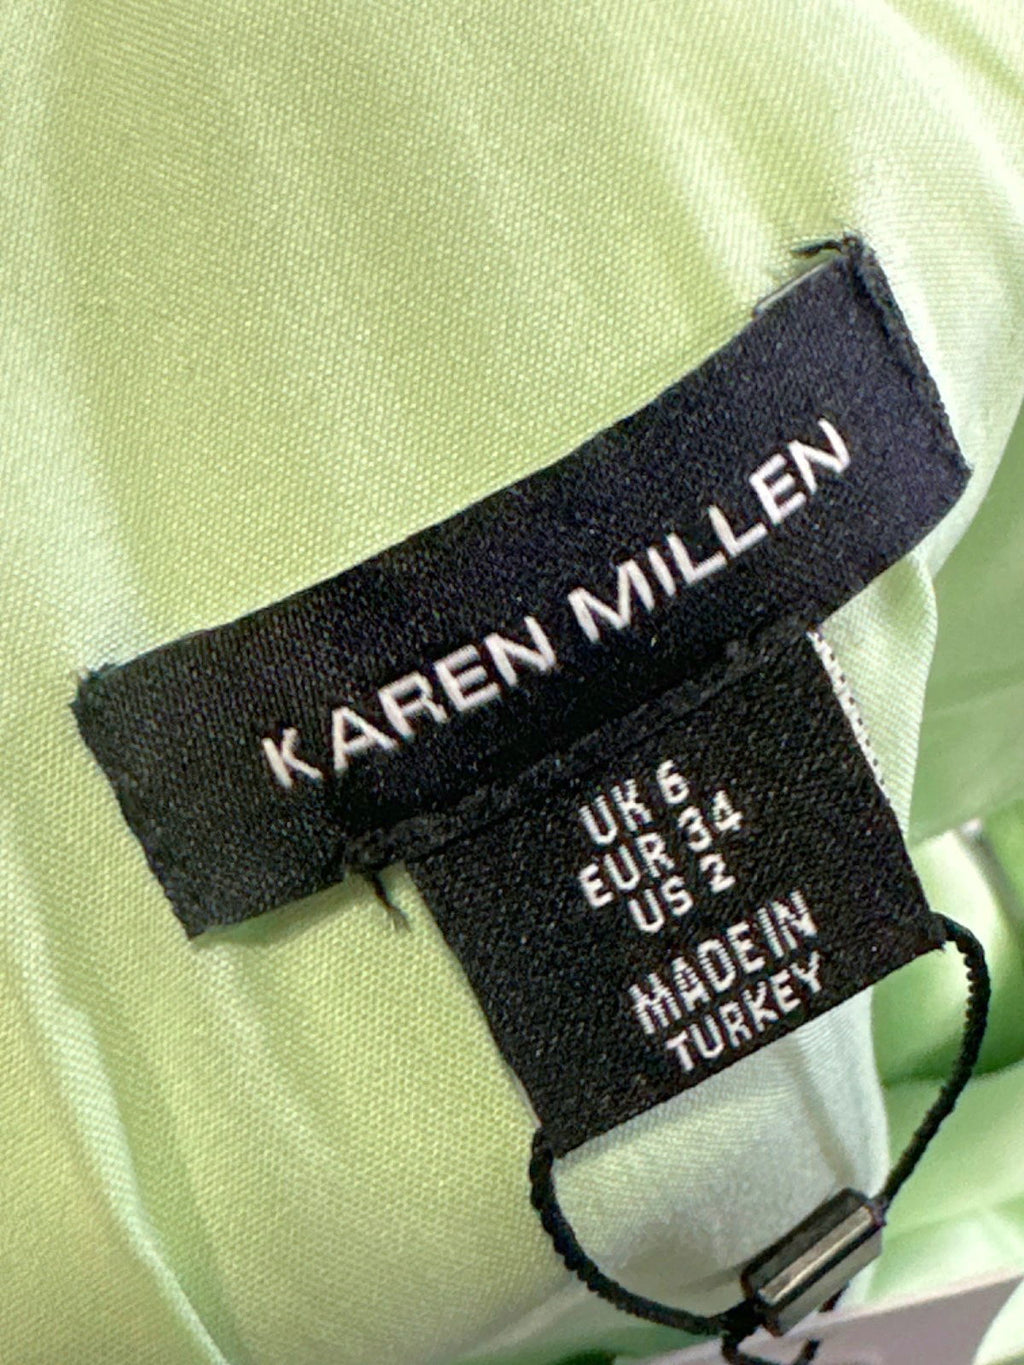 KAREN MILLEN
UK 6
EUR 34
US 2
MADE IN
TURKEY